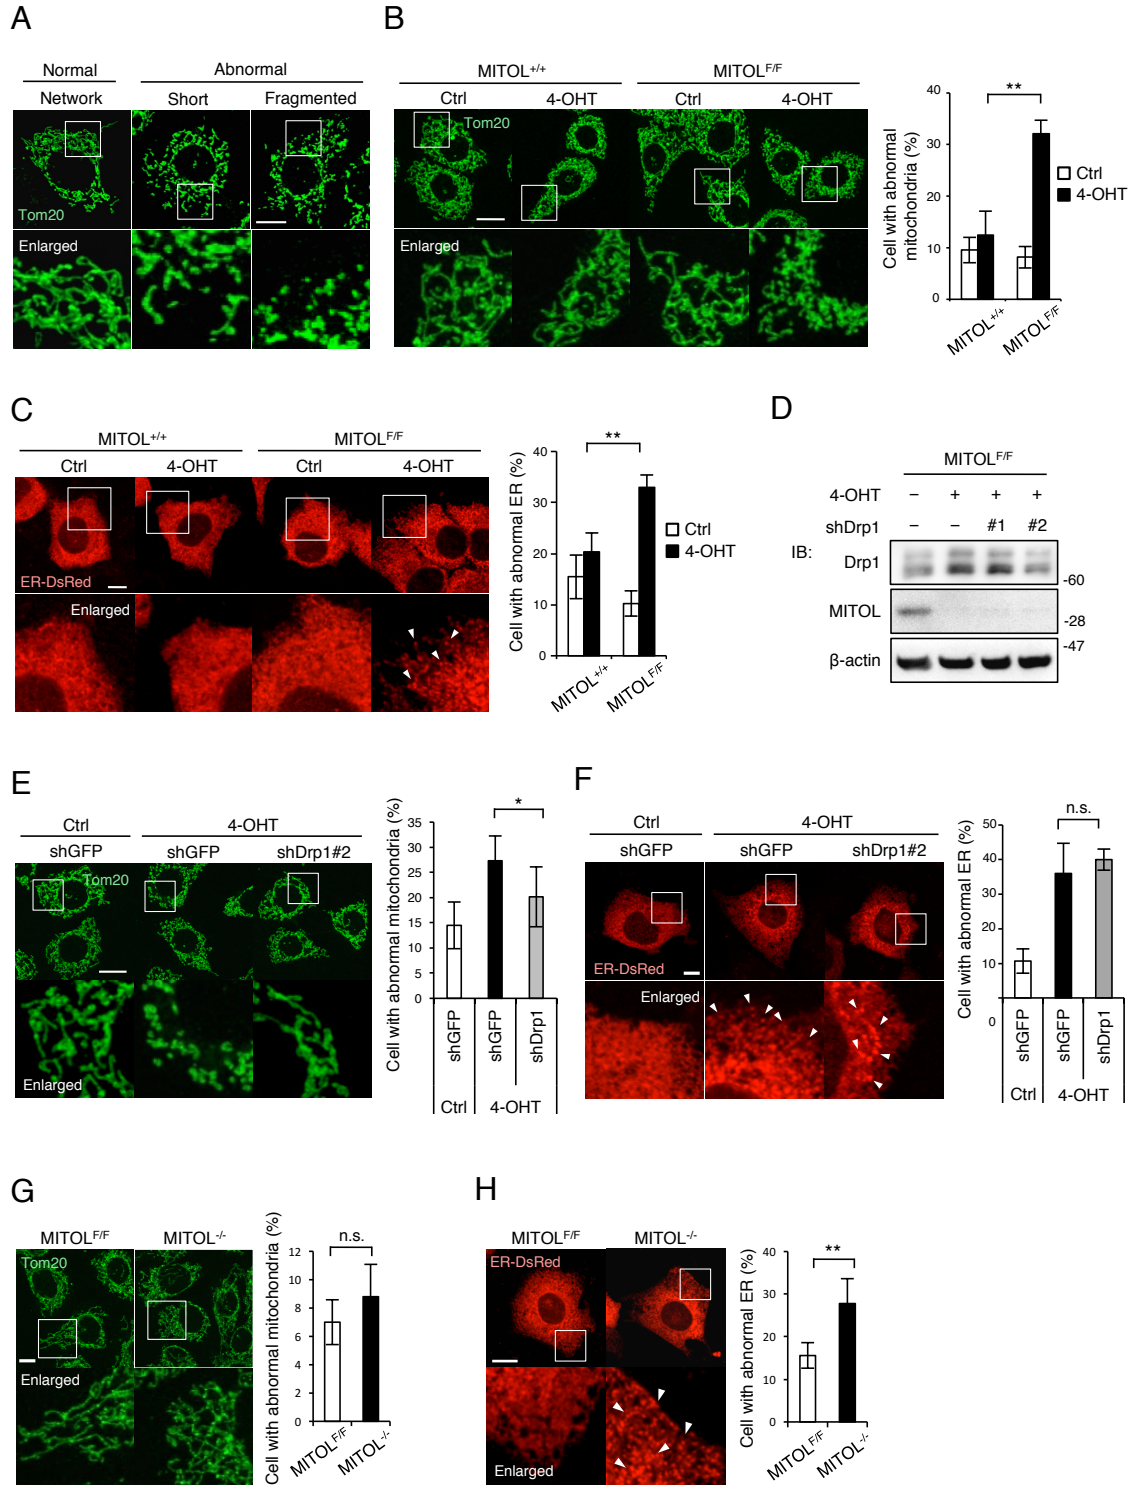 A
Normal
Abnormal
Network
Short
Fragmented
Tom20
Enlarged
B
MITOL+/+
MITOLF/F
Ctrl
4-OHT
Ctrl
4-OHT
Tom20
Enlarged
Cell with abnormal
mitochondria (%)
40
30
20
10
0
**
Ctrl
4-OHT
MITOL+/+
MITOLF/F
C
MITOL+/+
MITOLF/F
Ctrl
4-OHT
Ctrl
4-OHT
ER-DsRed
Enlarged
Cell with abnormal ER (%)
40
30
20
10
0
**
Ctrl
4-OHT
MITOL+/+
MITOLF/F
D
MITOLF/F
4-OHT – + + +
shDrp1 – – #1 #2
IB:
Drp1
-60
MITOL
-28
-47
β-actin
E
Ctrl
4-OHT
shGFP
shGFP
shDrp1#2
Tom20
Enlarged
Cell with abnormal mitochondria (%)
35
30
25
20
15
10
5
0
*
shGFP
shGFP
shDrp1
Ctrl
4-OHT
F
Ctrl
4-OHT
shGFP
shGFP
shDrp1#2
ER-DsRed
Enlarged
Cell with abnormal ER (%)
50
40
30
20
10
0
n.s.
shGFP
shGFP
shDrp1
Ctrl
4-OHT
G
MITOLF/F
MITOL-/-
Tom20
Enlarged
Cell with abnormal mitochondria (%)
12
10
8
6
4
2
0
n.s.
MITOLF/F
MITOL-/-
H
MITOLF/F
MITOL-/-
ER-DsRed
Enlarged
Cell with abnormal ER (%)
40
30
20
10
0
**
MITOLF/F
MITOL-/-